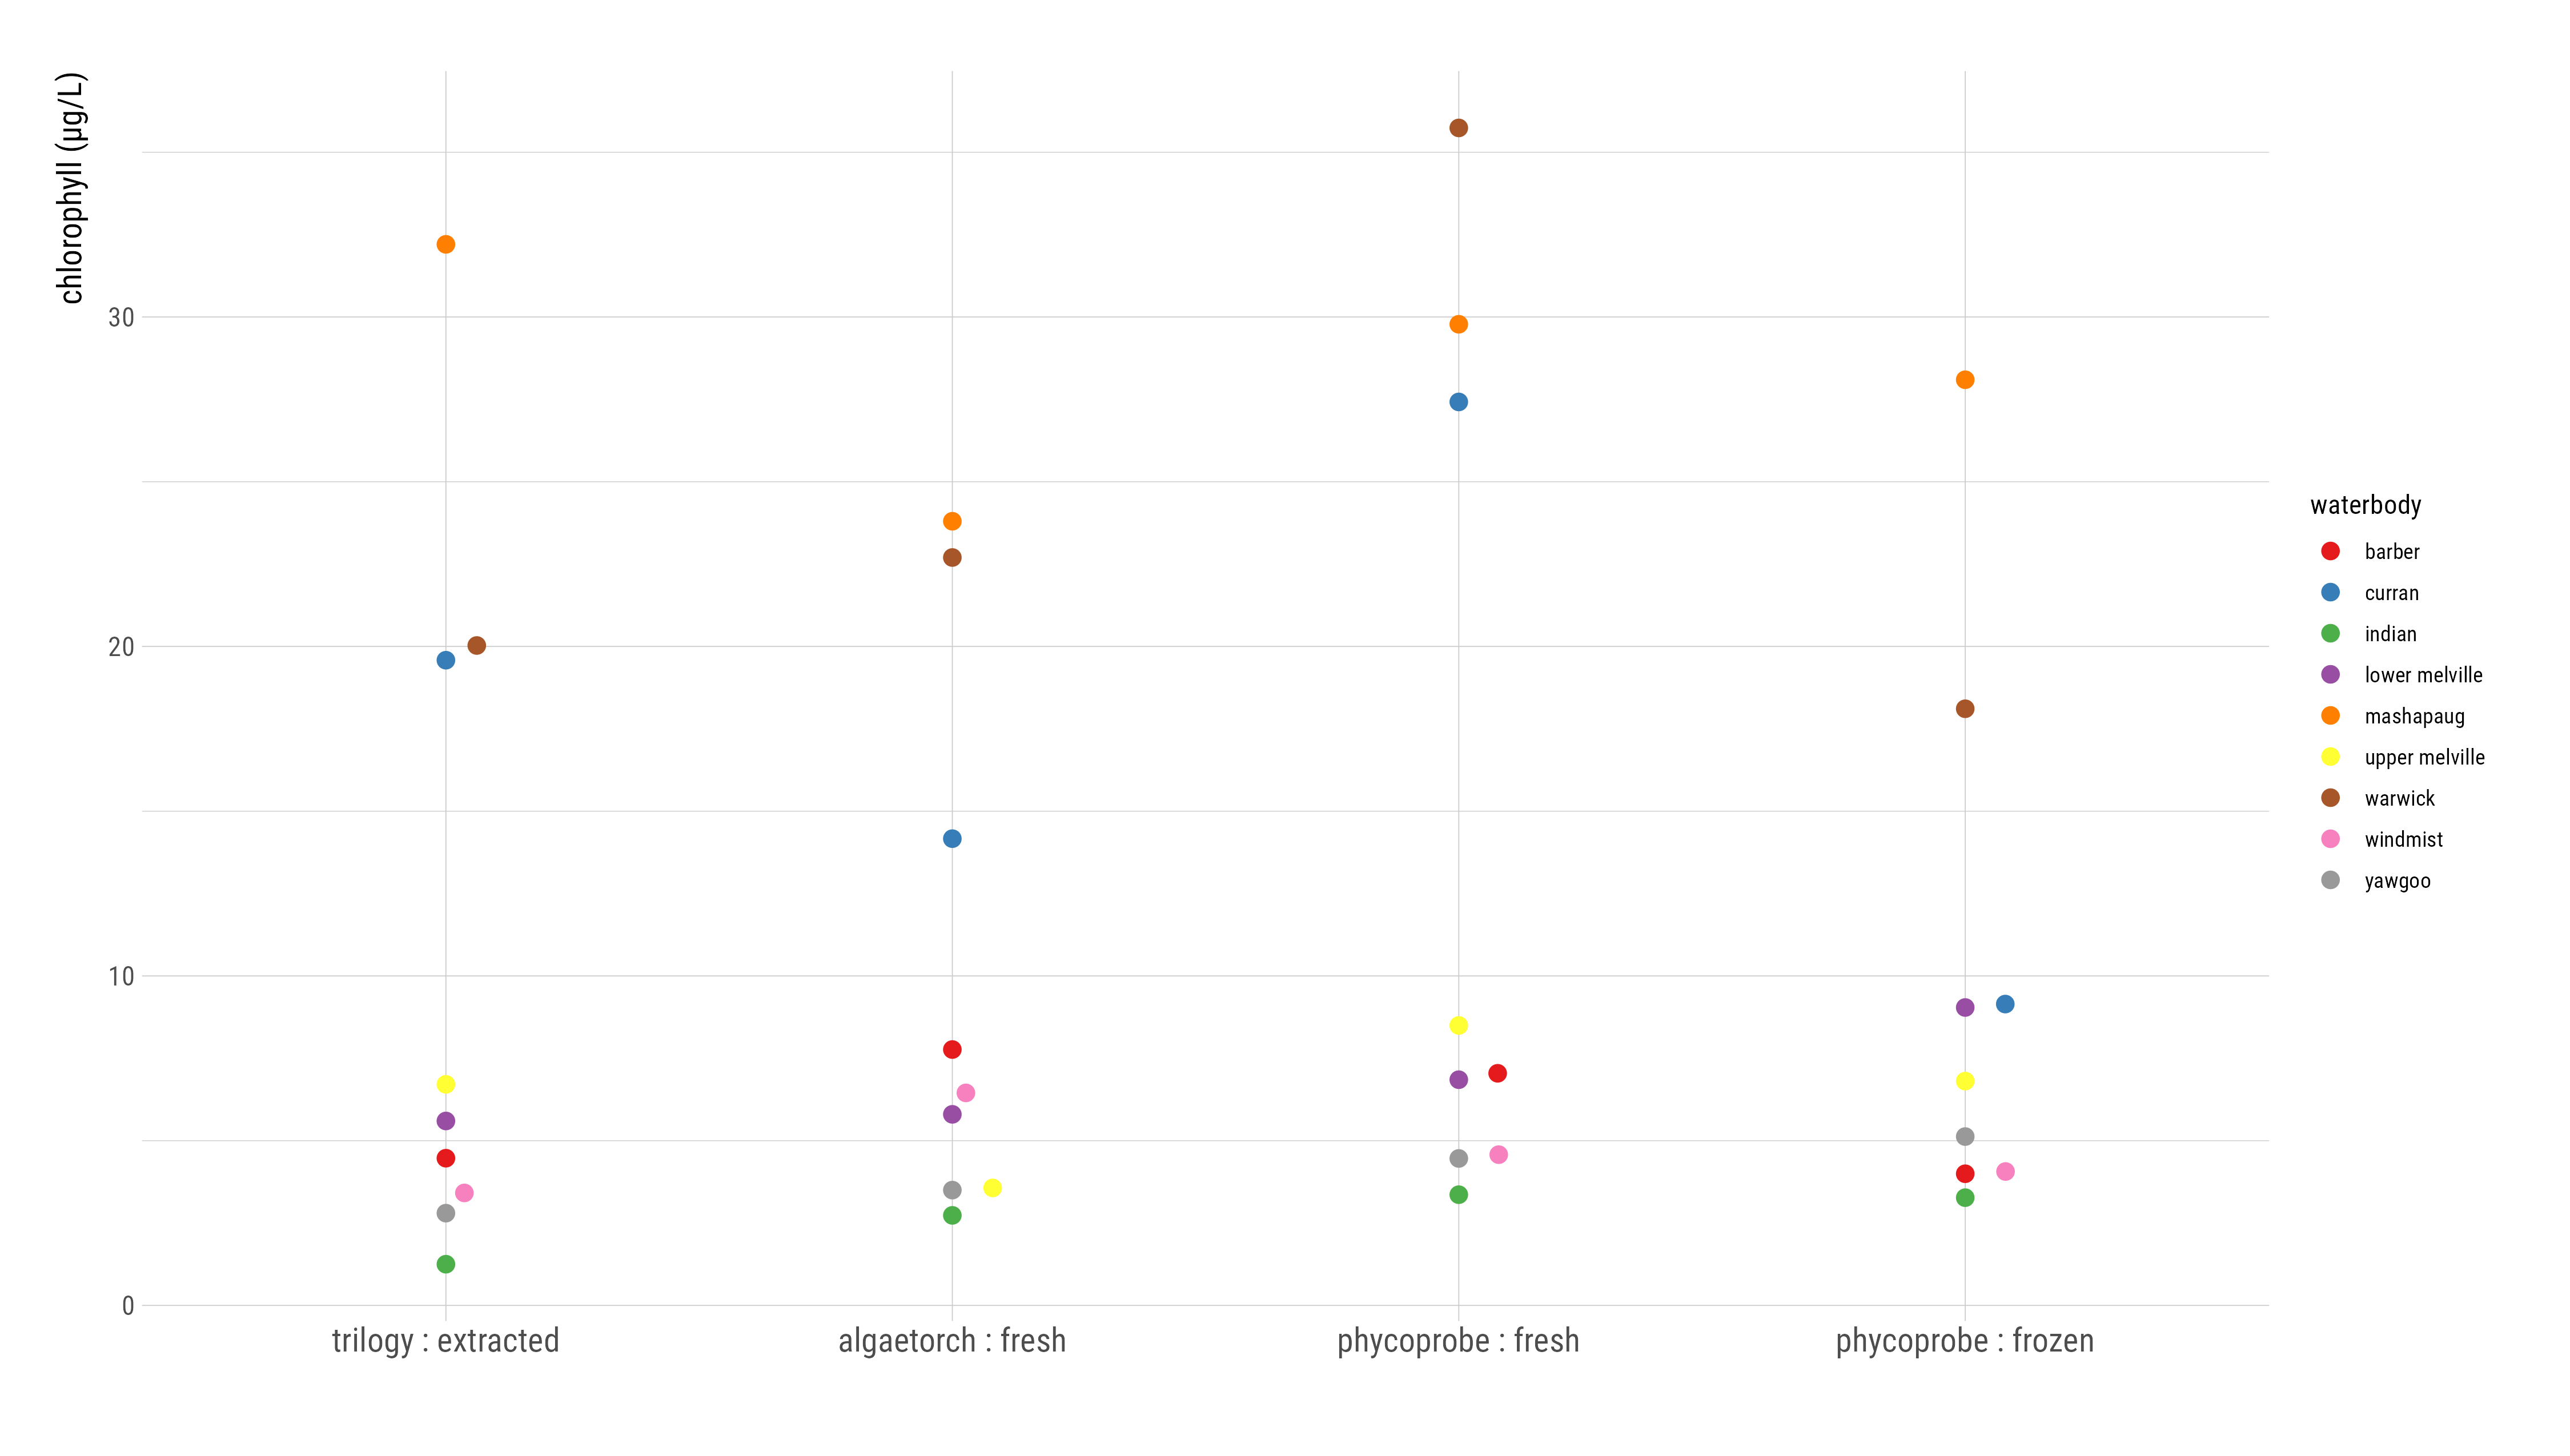 chlorophyll (µg/L)
30
20
10
0
trilogy : extracted
algaetorch : fresh
phycoprobe : fresh
phycoprobe : frozen
waterbody
barber
curran
indian
lower melville
mashapaug
upper melville
warwick
windmist
yawgoo